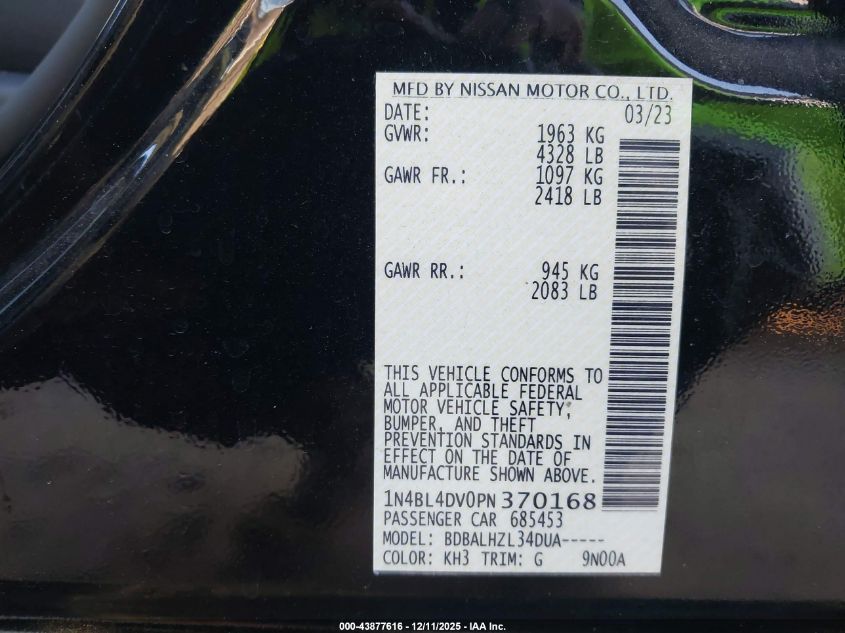 MFD BY NISSAN MOTOR CO., LTD.
DATE: 03/23
GVWR: 1963 KG
4328 LB
GAWR FR.: 1097 KG
2418 LB
GAWR RR.: 945 KG
2083 LB
THIS VEHICLE CONFORMS TO
ALL APPLICABLE FEDERAL
MOTOR VEHICLE SAFETY,
BUMPER, AND THEFT
PREVENTION STANDARDS IN
EFFECT ON THE DATE OF
MANUFACTURE SHOWN ABOVE.
1N4BL4DV0PN370168
PASSENGER CAR 685453
MODEL: BDBALHZL34DUA-----
COLOR: KH3 TRIM: G 9N00A
000-43877616 - 12/11/2025 - IAA Inc.